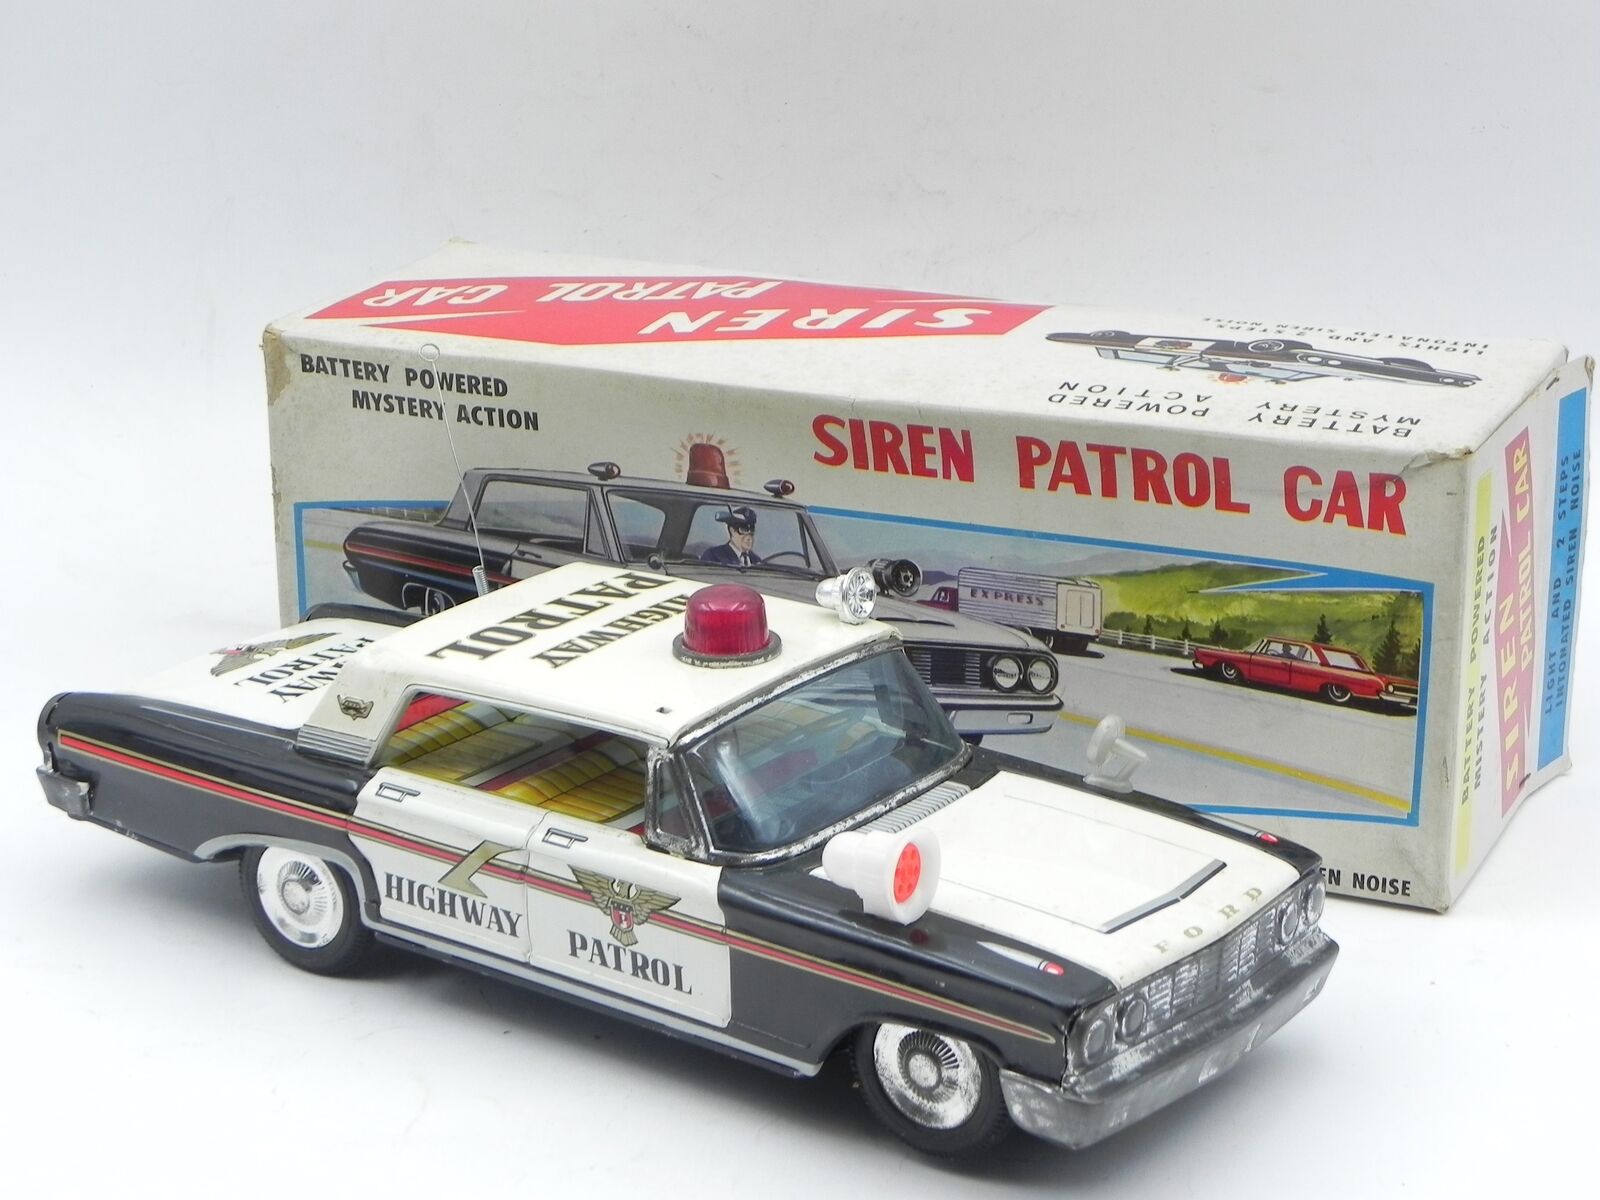 SIREN
PATROL CAR
LIGHTS AND 2 STEPS
INTONATED SIREN NOISE
BATTERY POWERED
MYSTERY ACTION
BATTERY POWERED
MYSTERY ACTION
SIREN PATROL CAR
EXPRESS
EN NOISE
BATTERY POWERED
MISTERY ACTION
SIREN
PATROL CAR
LIGHT AND 2 STEPS
INTONATED SIREN NOISE
HIGHWAY
PATROL
WAY
PATROL
HIGHWAY
PATROL
FORD